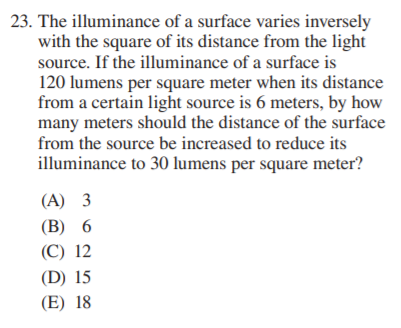 23. The illuminance of a surface varies inversely
with the square of its distance from the light
source. If the illuminance of a surface is
120 lumens per square meter when its distance
from a certain light source is 6 meters, by how
many meters should the distance of the surface
from the source be increased to reduce its
illuminance to 30 lumens per square meter?
(A) 3
(B) 6
(C) 12
(D) 15
(E) 18